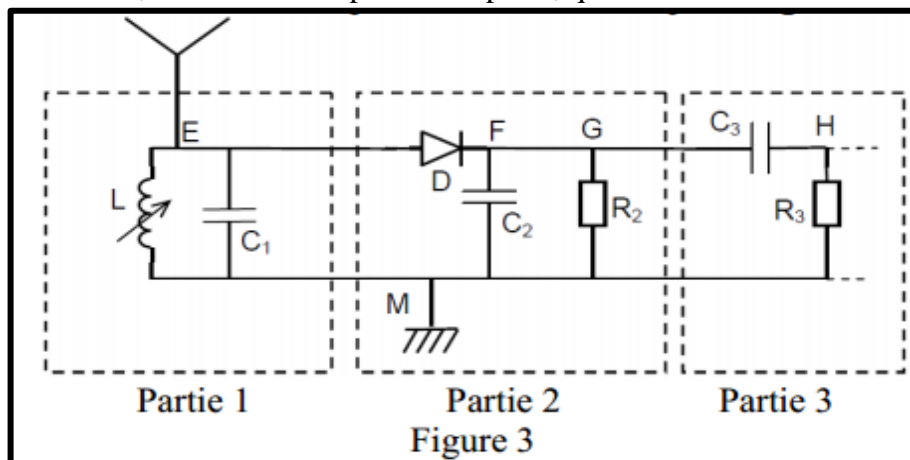 E
F
G
C3
H
L
D
C1
C2
R2
R3
M
Partie 1
Partie 2
Partie 3
Figure 3